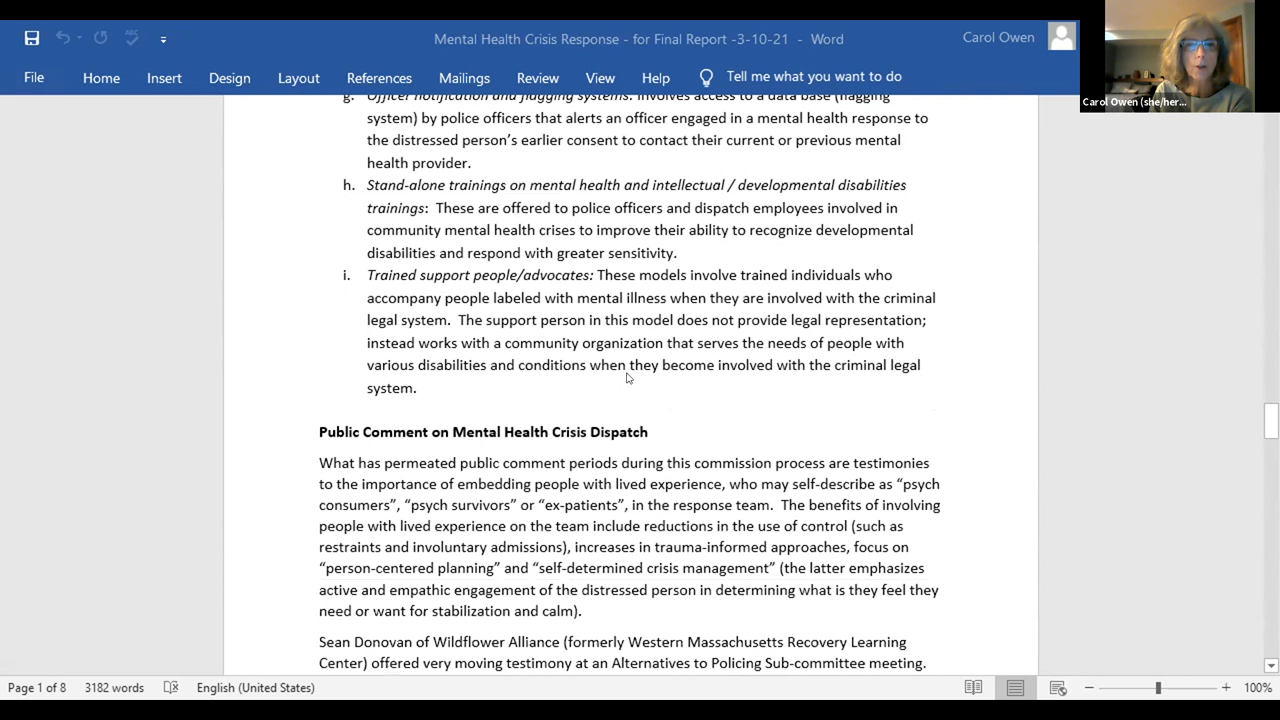 Mental Health Crisis Response - for Final Report -3-10-21 - Word
Carol Owen
File Home Insert Design Layout References Mailings Review View Help Tell me what you want to do
Carol Owen (she/her...
g. Officer notification and flagging systems: Involves access to a data base (flagging
system) by police officers that alerts an officer engaged in a mental health response to
the distressed person’s earlier consent to contact their current or previous mental
health provider.
h. Stand-alone trainings on mental health and intellectual / developmental disabilities
trainings: These are offered to police officers and dispatch employees involved in
community mental health crises to improve their ability to recognize developmental
disabilities and respond with greater sensitivity.
i. Trained support people/advocates: These models involve trained individuals who
accompany people labeled with mental illness when they are involved with the criminal
legal system. The support person in this model does not provide legal representation;
instead works with a community organization that serves the needs of people with
various disabilities and conditions when they become involved with the criminal legal
system.
Public Comment on Mental Health Crisis Dispatch
What has permeated public comment periods during this commission process are testimonies
to the importance of embedding people with lived experience, who may self-describe as “psych
consumers”, “psych survivors” or “ex-patients”, in the response team. The benefits of involving
people with lived experience on the team include reductions in the use of control (such as
restraints and involuntary admissions), increases in trauma-informed approaches, focus on
“person-centered planning” and “self-determined crisis management” (the latter emphasizes
active and empathic engagement of the distressed person in determining what is they feel they
need or want for stabilization and calm).
Sean Donovan of Wildflower Alliance (formerly Western Massachusetts Recovery Learning
Center) offered very moving testimony at an Alternatives to Policing Sub-committee meeting.
Page 1 of 8 3182 words English (United States) 100%